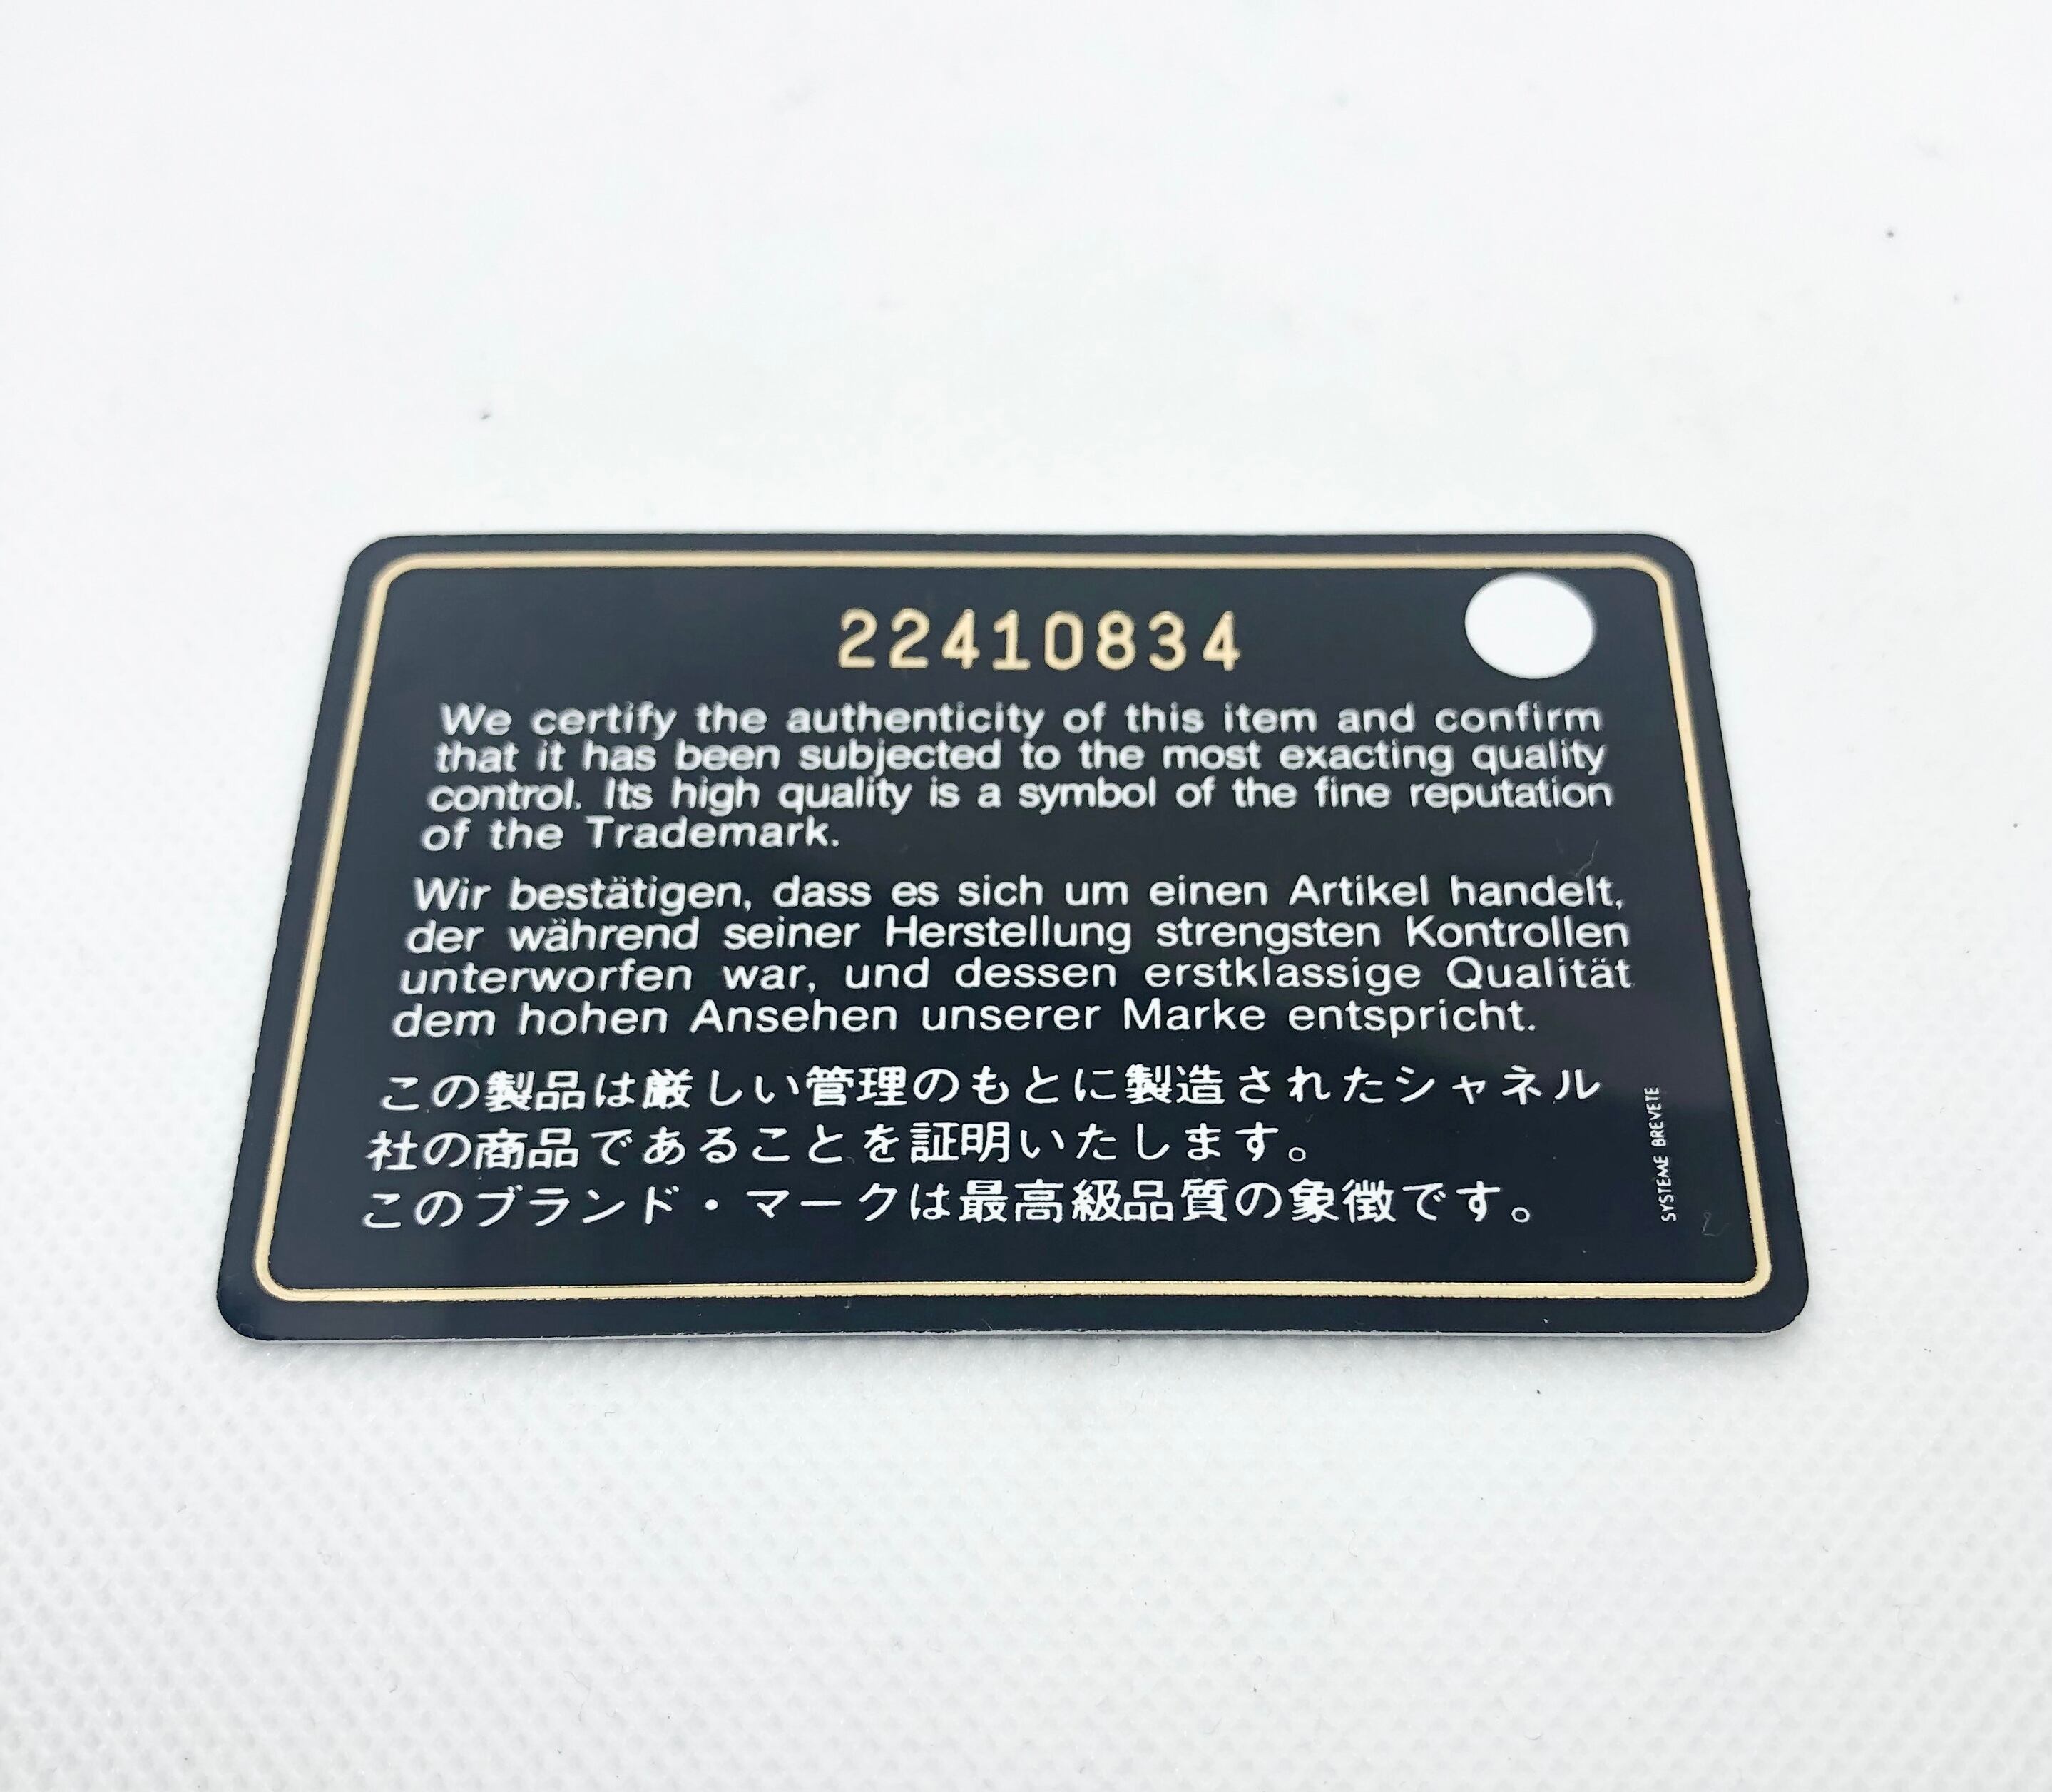 22410834
We certify the authenticity of this item and confirm
that it has been subjected to the most exacting quality
control. Its high quality is a symbol of the fine reputation
of the Trademark.
Wir bestätigen, dass es sich um einen Artikel handelt,
der während seiner Herstellung strengsten Kontrollen
unterworfen war, und dessen erstklassige Qualität
dem hohen Ansehen unserer Marke entspricht.
この製品は厳しい管理のもとに製造されたシャネル
社の商品であることを証明いたします。
このブランド・マークは最高級品質の象徴です。
SYSTEME BREVETE